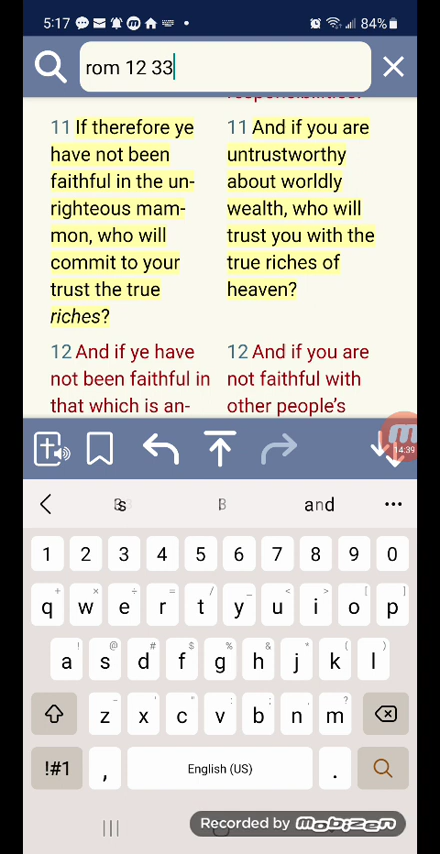 5:17 84%
rom 12 33
responsibilities.
11 If therefore ye
have not been
faithful in the un-
righteous mam-
mon, who will
commit to your
trust the true
riches?
12 And if ye have
not been faithful in
that which is an-
11 And if you are
untrustworthy
about worldly
wealth, who will
trust you with the
true riches of
heaven?
12 And if you are
not faithful with
other people’s
14:39
B and
1 2 3 4 5 6 7 8 9 0
+ × ÷ = / _ < > [ ]
q w e r t y u i o p
! @ # $ % ^ & * ( )
a s d f g h j k l
- ' " : ; , ?
z x c v b n m
!#1 , English (US) .
Recorded by mobizen